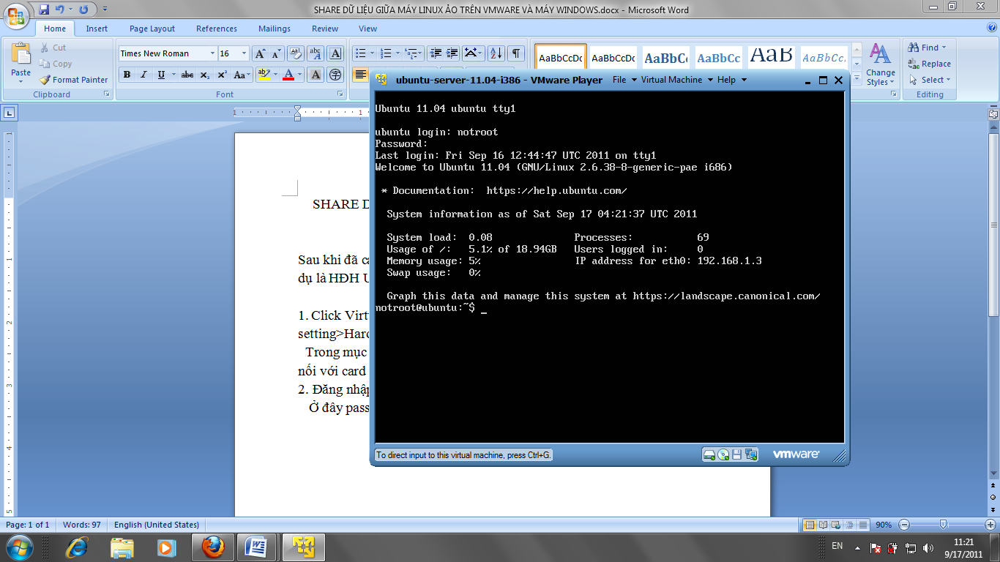 SHARE DỮ LIỆU GIỮA MÁY LINUX ẢO TRÊN VMWARE VÀ MÁY WINDOWS.docx - Microsoft Word
Home Insert Page Layout References Mailings Review View
Paste
Cut
Copy
Format Painter
Clipboard
Times New Roman 16
Font
AaBbCcDc AaBbCcDc AaBbC AaBbCc AaB AaBbCc
Change Styles
Find
Replace
Select
Editing
ubuntu-server-11.04-i386 - VMware Player File Virtual Machine Help
Ubuntu 11.04 ubuntu tty1
ubuntu login: notroot
Password:
Last login: Fri Sep 16 12:44:47 UTC 2011 on tty1
Welcome to Ubuntu 11.04 (GNU/Linux 2.6.38-8-generic-pae i686)
* Documentation: https://help.ubuntu.com/
System information as of Sat Sep 17 04:21:37 UTC 2011
System load: 0.08 Processes: 69
Usage of /: 5.1% of 18.94GB Users logged in: 0
Memory usage: 5% IP address for eth0: 192.168.1.3
Swap usage: 0%
Graph this data and manage this system at https://landscape.canonical.com/
notroot@ubuntu:~$ _
To direct input to this virtual machine, press Ctrl+G.
vmware
SHARE D
Sau khi đã
dụ là HĐH U
1. Click Virt
setting>Hard
Trong mục
nối với card
2. Đăng nhập
Ở đây pass
Page: 1 of 1 Words: 97 English (United States) 90%
EN 11:21
9/17/2011